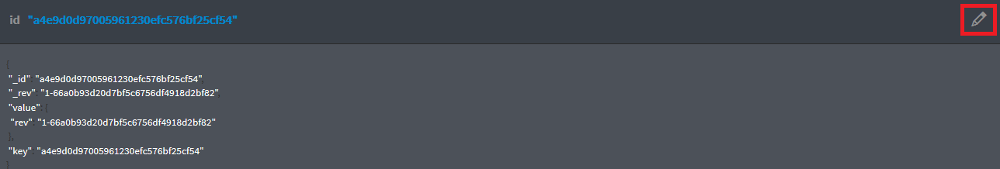 id "a4e9d0d97005961230efc576bf25cf54"
{
"_id": "a4e9d0d97005961230efc576bf25cf54",
"_rev": "1-66a0b93d20d7bf5c6756df4918d2bf82",
"value": {
"rev": "1-66a0b93d20d7bf5c6756df4918d2bf82"
},
"key": "a4e9d0d97005961230efc576bf25cf54"
}